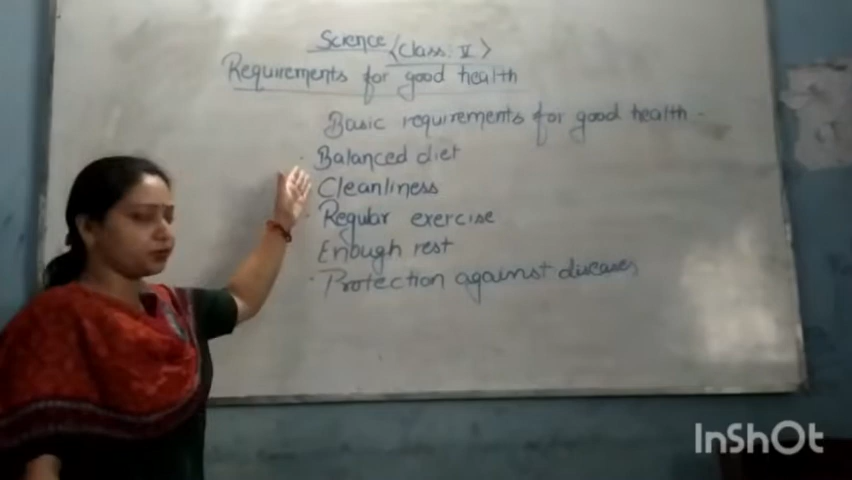 Science (Class: V)
Requirements for good health
Basic requirements for good health -
· Balanced diet
Cleanliness
· Regular exercise
Enough rest
· Protection against diseases
InShOt